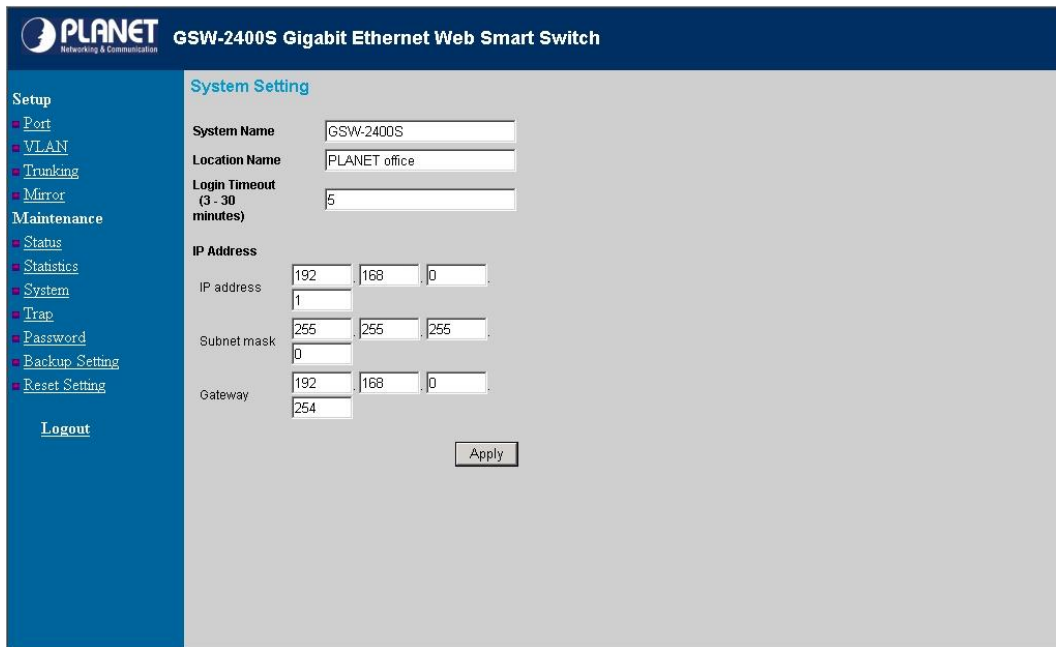 PLANET
Networking & Communication
GSW-2400S Gigabit Ethernet Web Smart Switch
Setup
Port
VLAN
Trunking
Mirror
Maintenance
Status
Statistics
System
Trap
Password
Backup Setting
Reset Setting
Logout
System Setting
System Name GSW-2400S
Location Name PLANET office
Login Timeout
(3 - 30
minutes) 5
IP Address
IP address 192 . 168 . 0 .
1
Subnet mask 255 . 255 . 255 .
0
Gateway 192 . 168 . 0 .
254
Apply